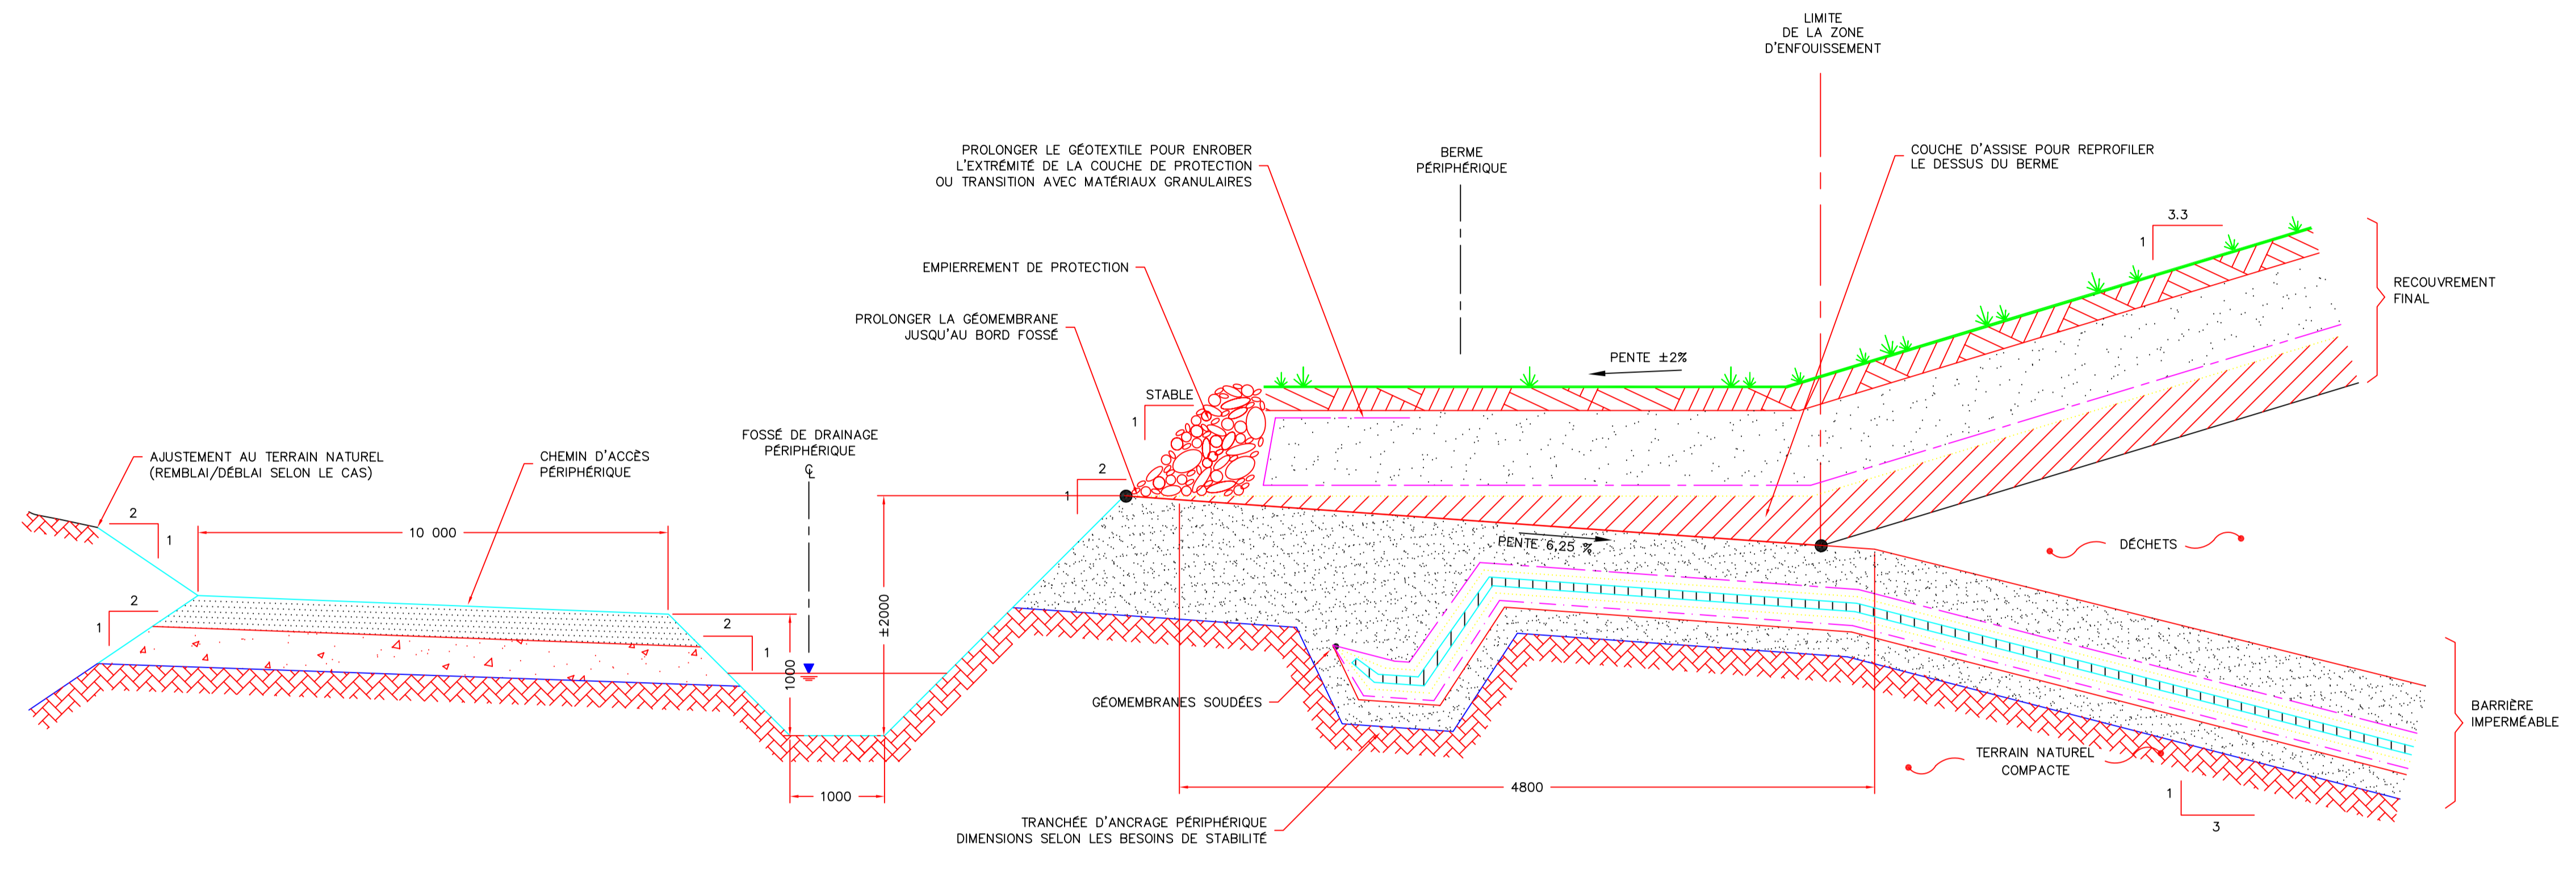 LIMITE
DE LA ZONE
D'ENFOUISSEMENT
PROLONGER LE GÉOTEXTILE POUR ENROBER
L'EXTRÉMITÉ DE LA COUCHE DE PROTECTION
OU TRANSITION AVEC MATÉRIAUX GRANULAIRES
BERME
PÉRIPHÉRIQUE
COUCHE D'ASSISE POUR REPROFILER
LE DESSUS DU BERME
3.3
1
EMPIERREMENT DE PROTECTION
RECOUVREMENT
FINAL
PROLONGER LA GÉOMEMBRANE
JUSQU'AU BORD FOSSÉ
PENTE ±2%
STABLE
1
FOSSÉ DE DRAINAGE
PÉRIPHÉRIQUE
℄
AJUSTEMENT AU TERRAIN NATUREL
(REMBLAI/DÉBLAI SELON LE CAS)
CHEMIN D'ACCÈS
PÉRIPHÉRIQUE
2
1
2
1
10 000
PENTE 6,25 %
DÉCHETS
2
1
±2000
2
1
1000
GÉOMEMBRANES SOUDÉES
BARRIÈRE
IMPERMÉABLE
TERRAIN NATUREL
COMPACTE
1000
4800
1
3
TRANCHÉE D'ANCRAGE PÉRIPHÉRIQUE
DIMENSIONS SELON LES BESOINS DE STABILITÉ